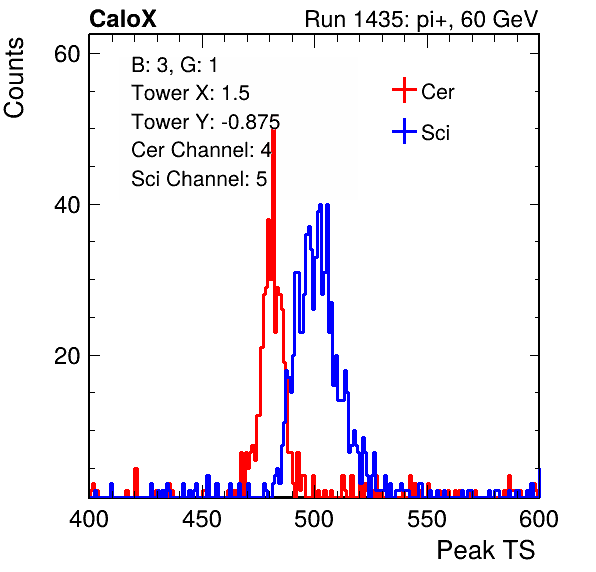 CaloX Run 1435: pi+, 60 GeV
Counts
60
B: 3, G: 1
Tower X: 1.5
Tower Y: -0.875
Cer Channel: 4
Sci Channel: 5
Cer
Sci
40
20
400 450 500 550 600
Peak TS